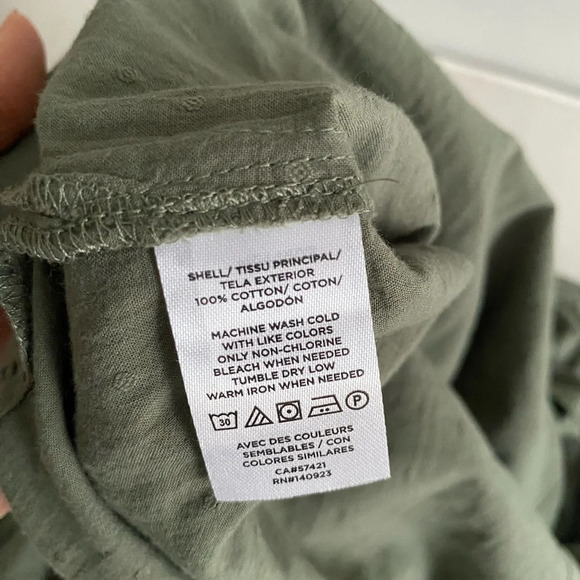 SHELL/ TISSU PRINCIPAL/
TELA EXTERIOR
100% COTTON/ COTON/
ALGODÓN
MACHINE WASH COLD
WITH LIKE COLORS
ONLY NON-CHLORINE
BLEACH WHEN NEEDED
TUMBLE DRY LOW
WARM IRON WHEN NEEDED
30 P
AVEC DES COULEURS
SEMBLABLES / CON
COLORES SIMILARES
CA#57421
RN#140923